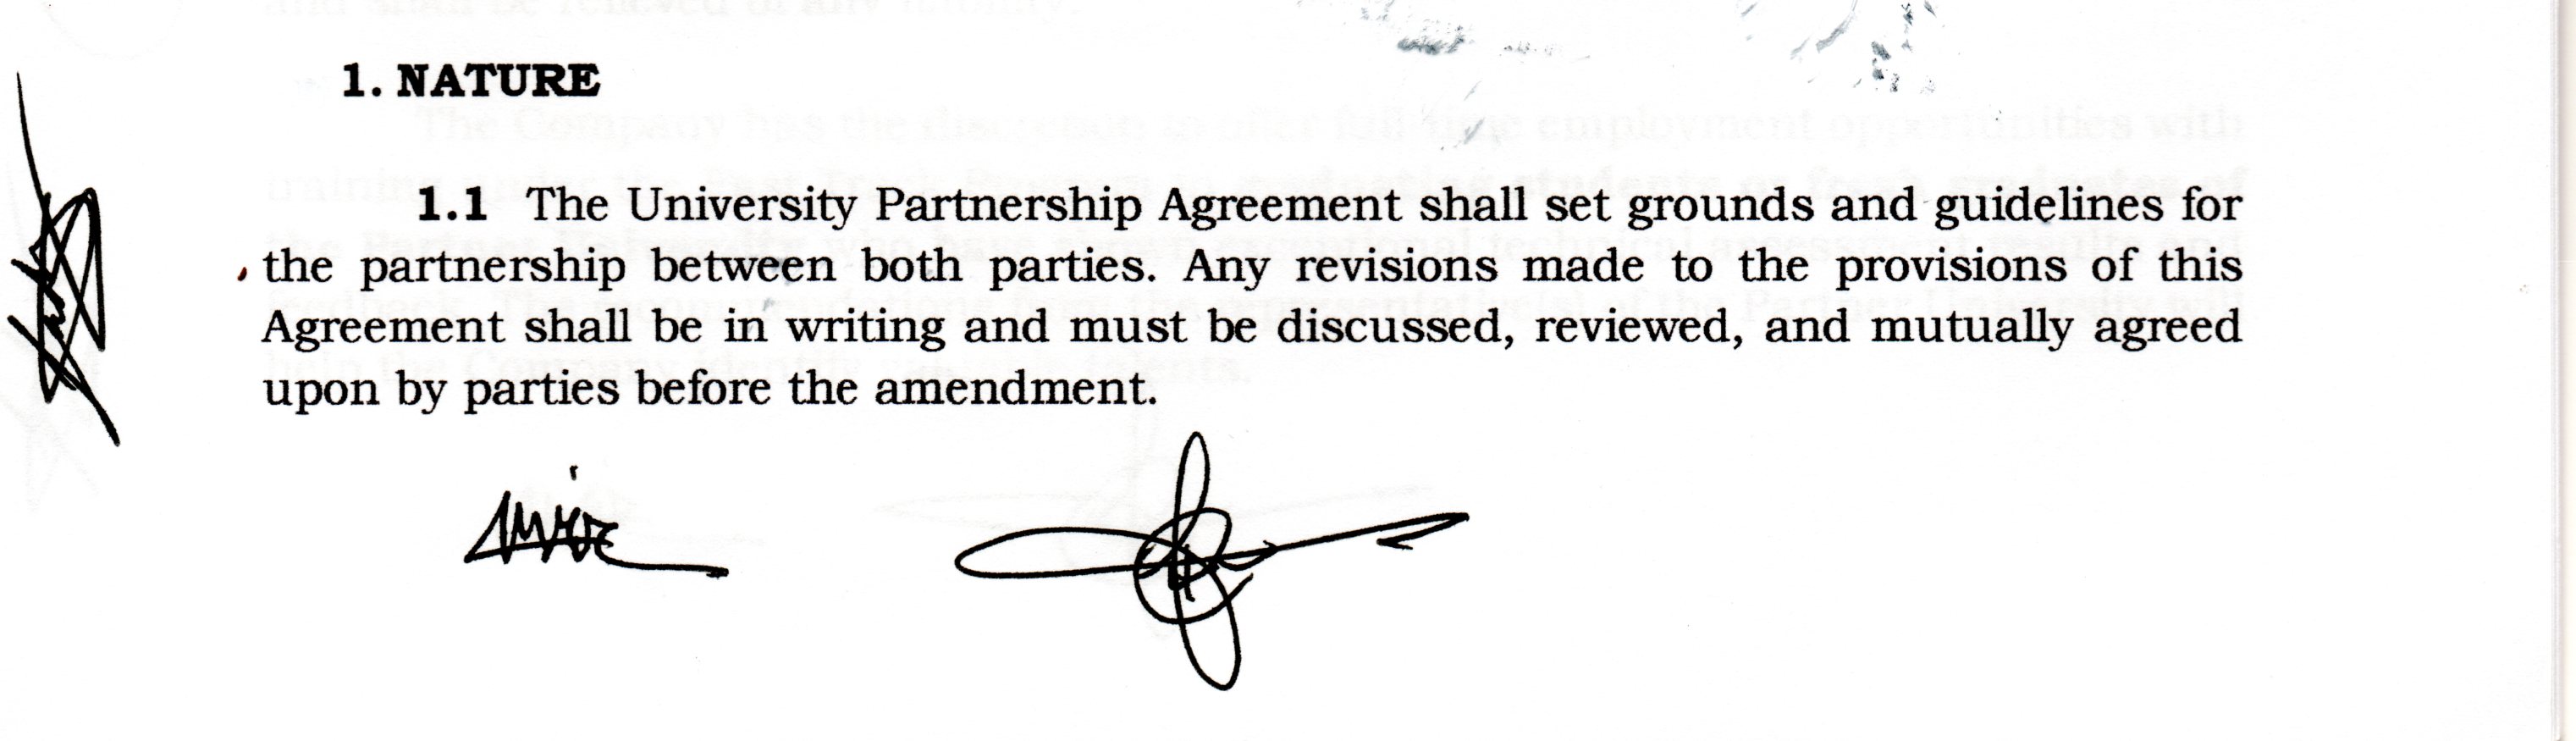 1. NATURE
1.1 The University Partnership Agreement shall set grounds and guidelines for
the partnership between both parties. Any revisions made to the provisions of this
Agreement shall be in writing and must be discussed, reviewed, and mutually agreed
upon by parties before the amendment.